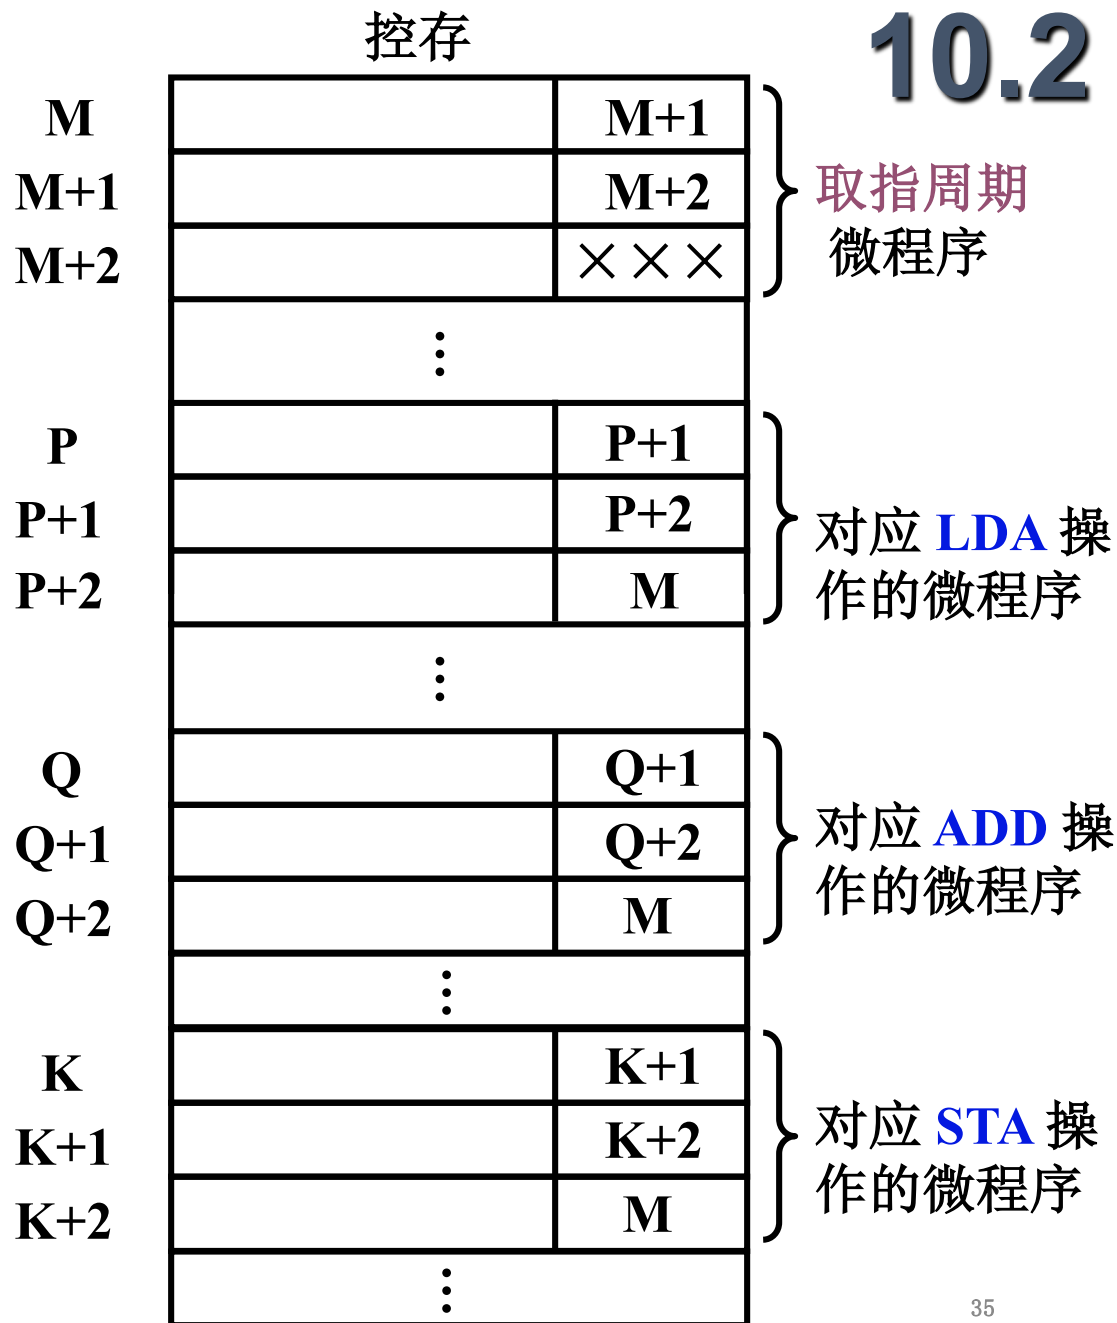 控存
10.2
M M+1
M+1 M+2
M+2 ×××
取指周期
微程序
⋮
P P+1
P+1 P+2
P+2 M
对应 LDA 操
作的微程序
⋮
Q Q+1
Q+1 Q+2
Q+2 M
对应 ADD 操
作的微程序
⋮
K K+1
K+1 K+2
K+2 M
对应 STA 操
作的微程序
⋮
35